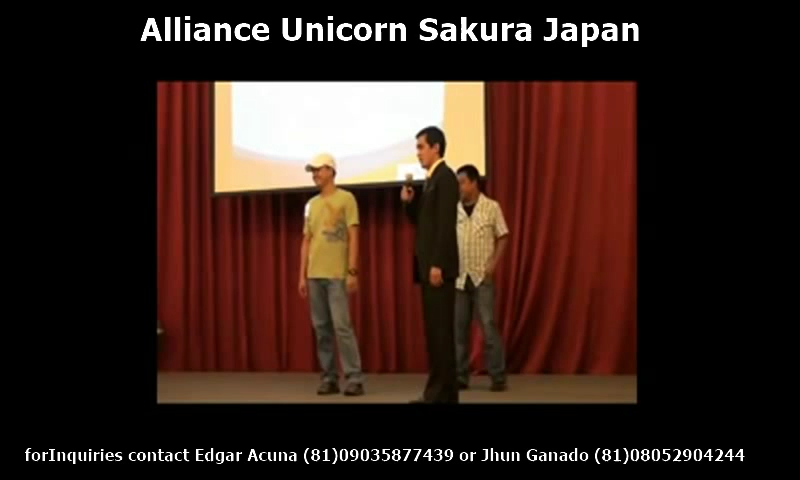 Alliance Unicorn Sakura Japan
forInquiries contact Edgar Acuna (81)09035877439 or Jhun Ganado (81)08052904244